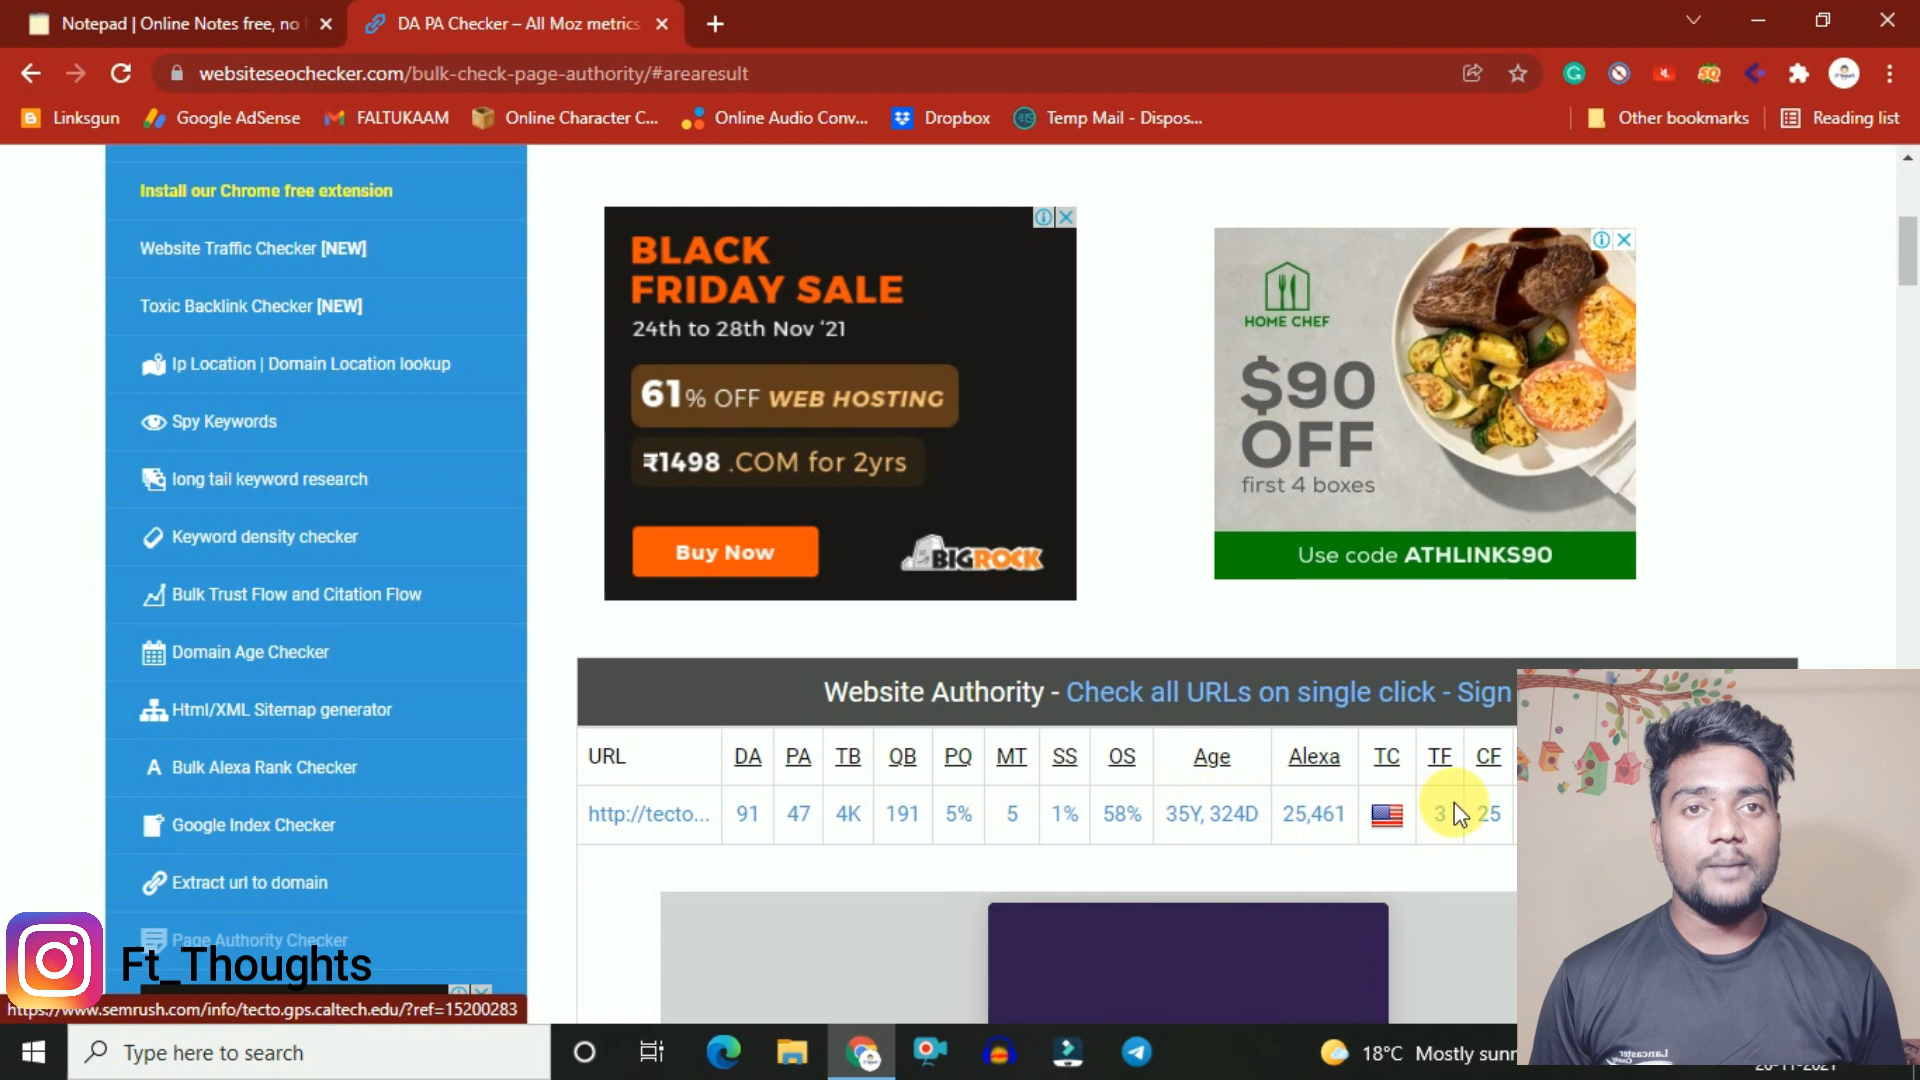 Notepad | Online Notes free, no
DA PA Checker – All Moz metrics
websiteseochecker.com/bulk-check-page-authority/#arearesult
Linksgun
Google AdSense
FALTUKAAM
Online Character C...
Online Audio Conv...
Dropbox
Temp Mail - Dispos...
Other bookmarks
Reading list
Install our Chrome free extension
Website Traffic Checker [NEW]
Toxic Backlink Checker [NEW]
Ip Location | Domain Location lookup
Spy Keywords
long tail keyword research
Keyword density checker
Bulk Trust Flow and Citation Flow
Domain Age Checker
Html/XML Sitemap generator
Bulk Alexa Rank Checker
Google Index Checker
Extract url to domain
Page Authority Checker
Ft_Thoughts
https://www.semrush.com/info/tecto.gps.caltech.edu/?ref=15200283
BLACK
FRIDAY SALE
24th to 28th Nov '21
61% OFF WEB HOSTING
₹1498 .COM for 2yrs
Buy Now
BIGROCK
HOME CHEF
$90
OFF
first 4 boxes
Use code ATHLINKS90
Website Authority - Check all URLs on single click - Sign
URL DA PA TB QB PQ MT SS OS Age Alexa TC TF CF
http://tecto... 91 47 4K 191 5% 5 1% 58% 35Y, 324D 25,461 3 25
Type here to search
18°C Mostly sunn
Lancaster